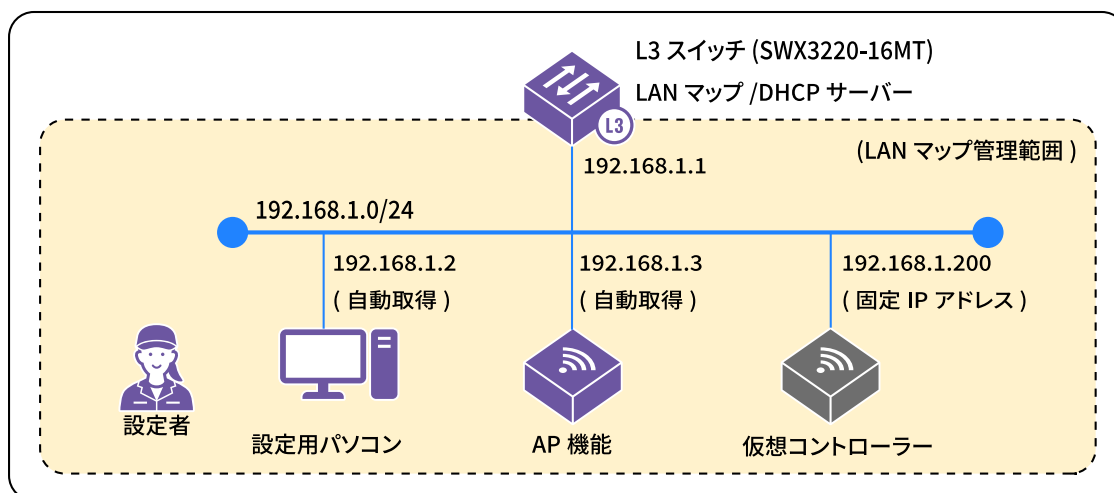 L3 スイッチ (SWX3220-16MT)
LAN マップ /DHCP サーバー
L3
(LAN マップ管理範囲 )
192.168.1.1
192.168.1.0/24
192.168.1.2
( 自動取得 )
192.168.1.3
( 自動取得 )
192.168.1.200
( 固定 IP アドレス )
設定者
設定用パソコン
AP 機能
仮想コントローラー